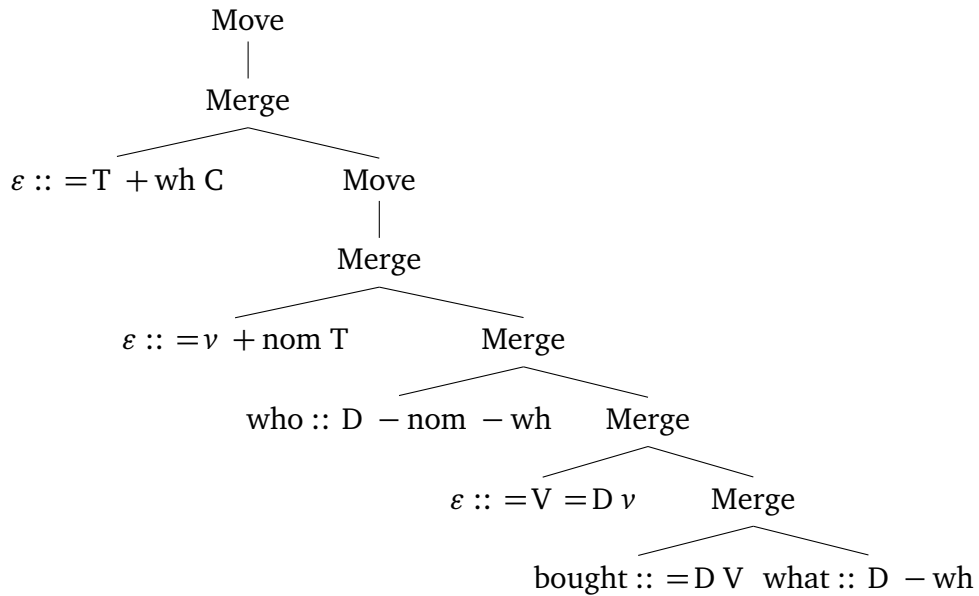 Move
Merge
ε :: =T +wh C Move
Merge
ε :: =v +nom T Merge
who :: D −nom −wh Merge
ε :: =V =D v Merge
bought :: =D V what :: D −wh